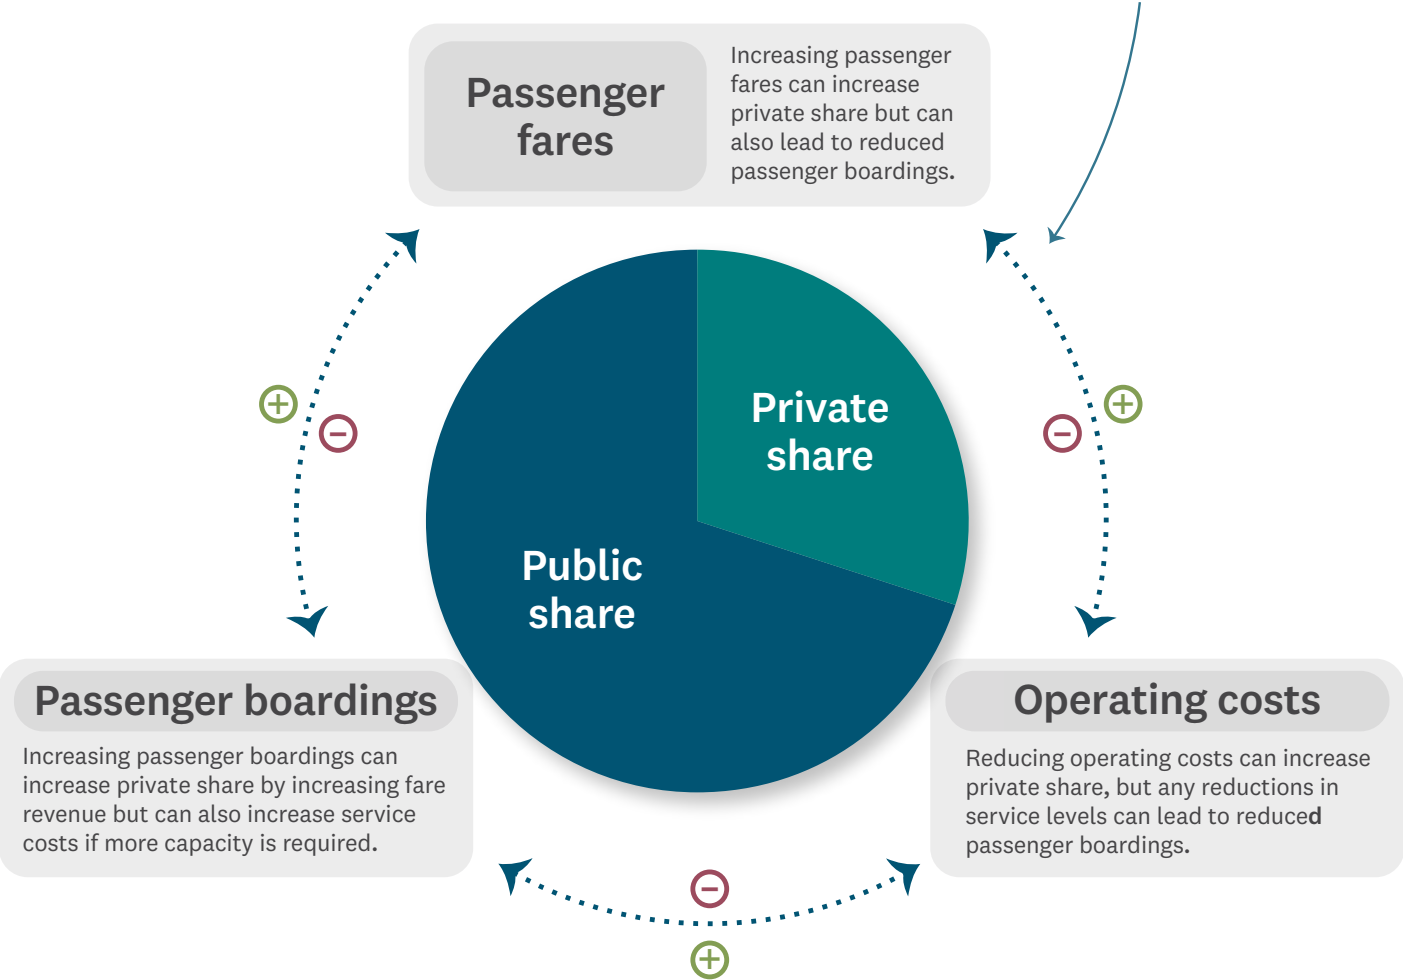 Passenger
fares
Increasing passenger
fares can increase
private share but can
also lead to reduced
passenger boardings.
Private
share
Public
share
Passenger boardings
Increasing passenger boardings can
increase private share by increasing fare
revenue but can also increase service
costs if more capacity is required.
Operating costs
Reducing operating costs can increase
private share, but any reductions in
service levels can lead to reduced
passenger boardings.